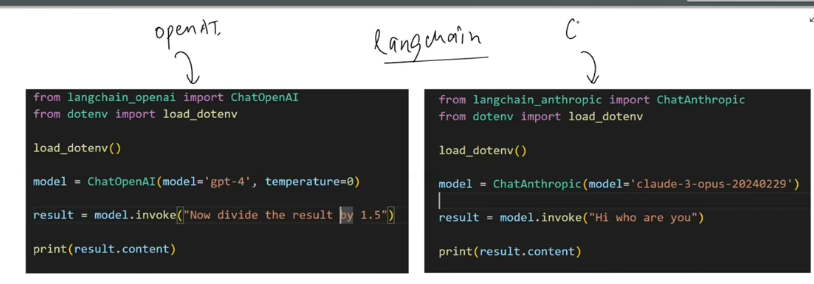 openAI.
Langchain
C
from langchain_openai import ChatOpenAI
from dotenv import load_dotenv
load_dotenv()
model = ChatOpenAI(model='gpt-4', temperature=0)
result = model.invoke("Now divide the result by 1.5")
print(result.content)
from langchain_anthropic import ChatAnthropic
from dotenv import load_dotenv
load_dotenv()
model = ChatAnthropic(model='claude-3-opus-20240229')
result = model.invoke("Hi who are you")
print(result.content)